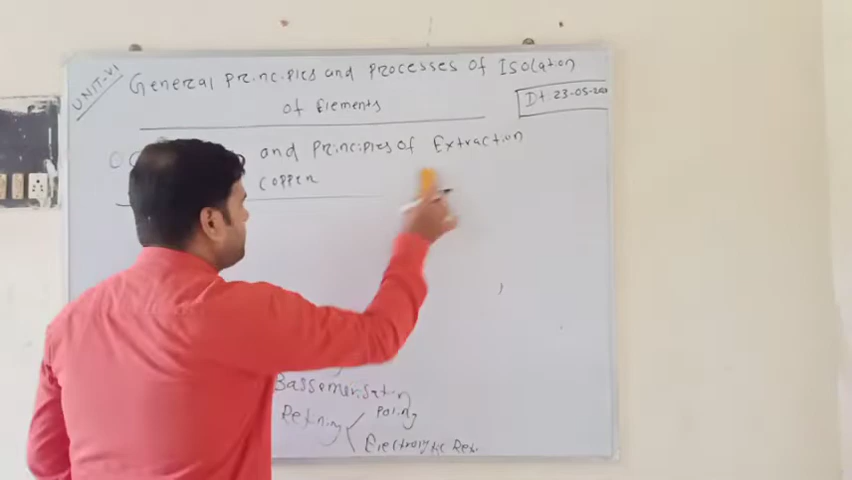 UNIT-VI
General Principles and Processes of Isolation
of Elements
Dt. 23-05-20
and Principles of Extraction
Copper
Bassemerisation
Refining
Poling
Electrolytic Ref